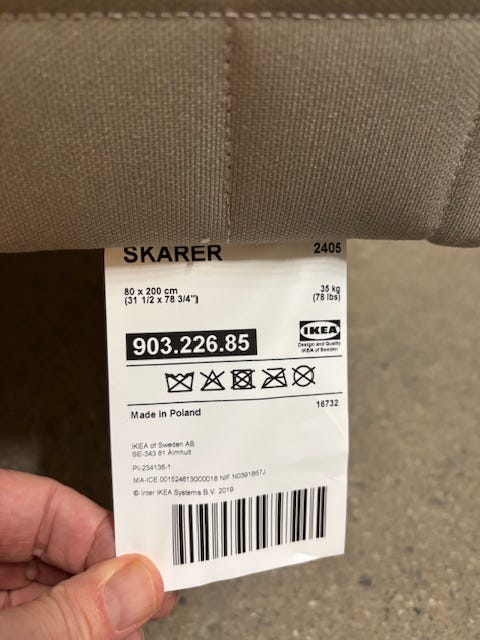 SKARER 2405
80 x 200 cm 35 kg
(31 1/2 x 78 3/4") (78 lbs)
903.226.85 IKEA
Design and Quality
IKEA of Sweden
16732
Made in Poland
IKEA of Sweden AB
SE-343 81 Älmhult
PI-234136-1
MA-ICE 001524613000018 NIF N0391857J
© Inter IKEA Systems B.V. 2019